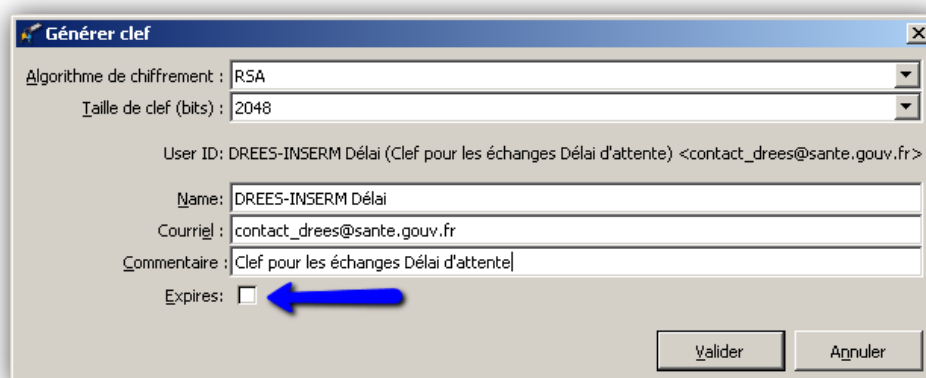 Générer clef
Algorithme de chiffrement : RSA
Taille de clef (bits) : 2048
User ID: DREES-INSERM Délai (Clef pour les échanges Délai d'attente) <contact_drees@sante.gouv.fr>
Name: DREES-INSERM Délai
Courriel : contact_drees@sante.gouv.fr
Commentaire : Clef pour les échanges Délai d'attente
Expires:
Valider Annuler